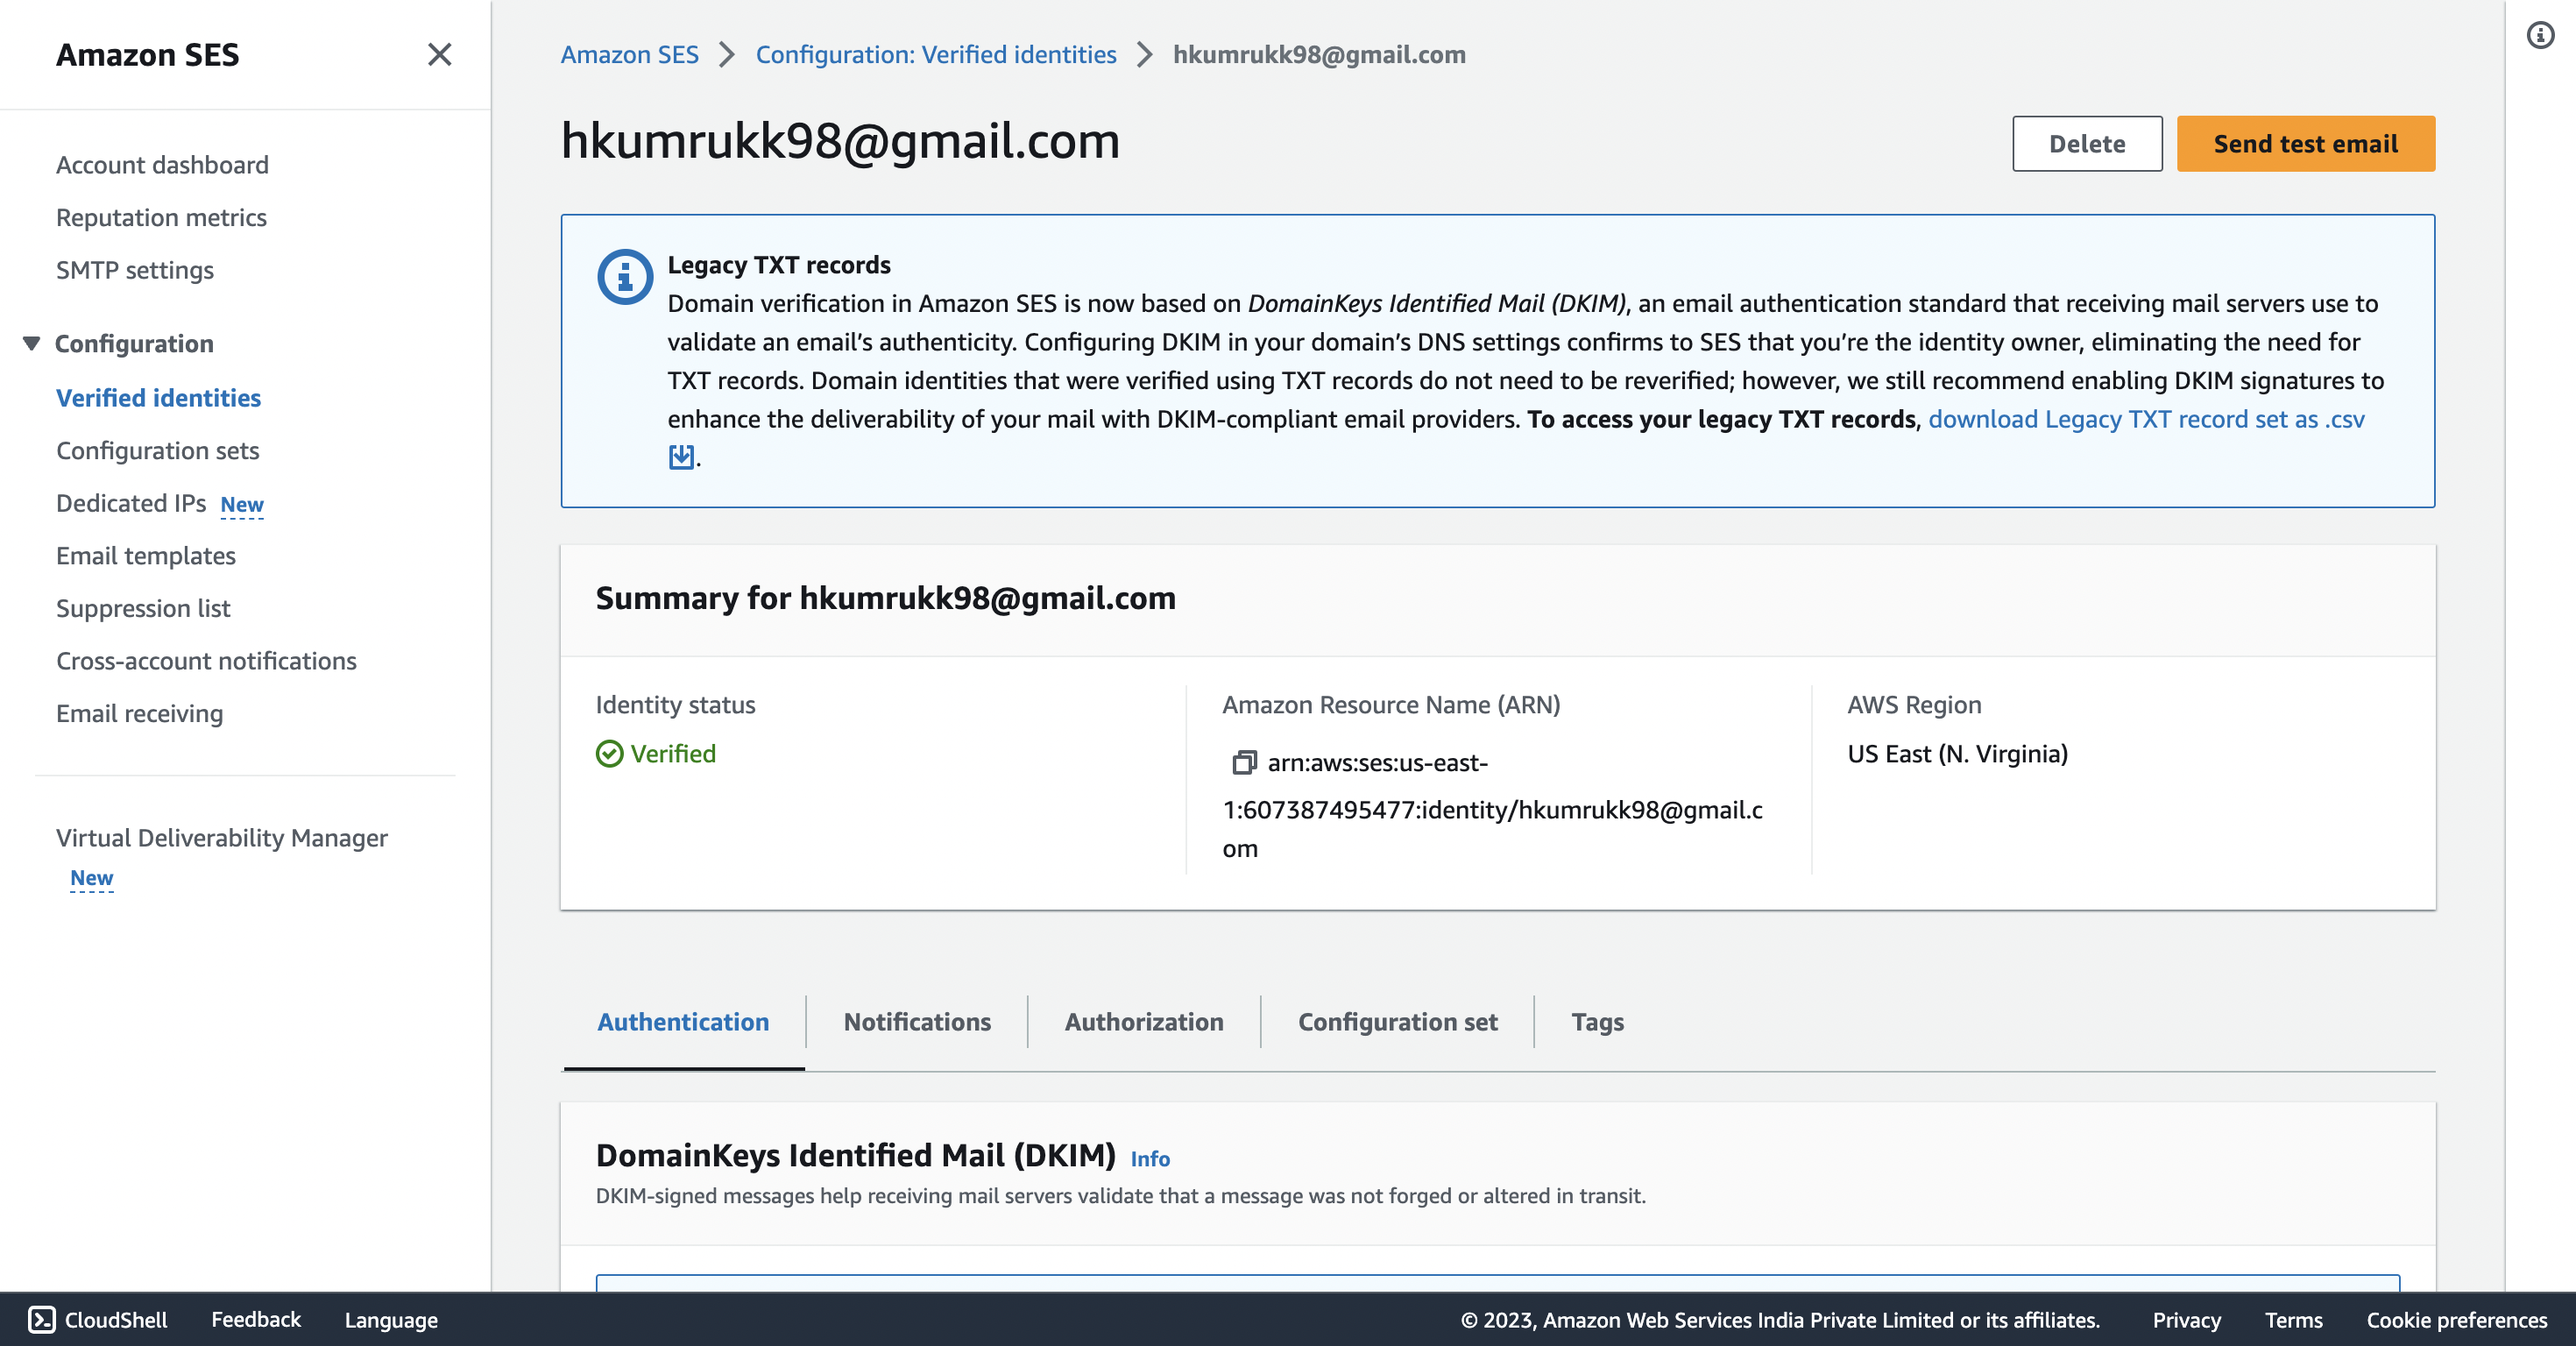 Amazon SES
Account dashboard
Reputation metrics
SMTP settings
Configuration
Verified identities
Configuration sets
Dedicated IPs New
Email templates
Suppression list
Cross-account notifications
Email receiving
Virtual Deliverability Manager
New
Amazon SES > Configuration: Verified identities > hkumrukk98@gmail.com
hkumrukk98@gmail.com
Delete
Send test email
Legacy TXT records
Domain verification in Amazon SES is now based on DomainKeys Identified Mail (DKIM), an email authentication standard that receiving mail servers use to
validate an email’s authenticity. Configuring DKIM in your domain’s DNS settings confirms to SES that you’re the identity owner, eliminating the need for
TXT records. Domain identities that were verified using TXT records do not need to be reverified; however, we still recommend enabling DKIM signatures to
enhance the deliverability of your mail with DKIM-compliant email providers. To access your legacy TXT records, download Legacy TXT record set as .csv
.
Summary for hkumrukk98@gmail.com
Identity status
Verified
Amazon Resource Name (ARN)
arn:aws:ses:us-east-
1:607387495477:identity/hkumrukk98@gmail.c
om
AWS Region
US East (N. Virginia)
Authentication
Notifications
Authorization
Configuration set
Tags
DomainKeys Identified Mail (DKIM) Info
DKIM-signed messages help receiving mail servers validate that a message was not forged or altered in transit.
CloudShell
Feedback
Language
© 2023, Amazon Web Services India Private Limited or its affiliates.
Privacy
Terms
Cookie preferences